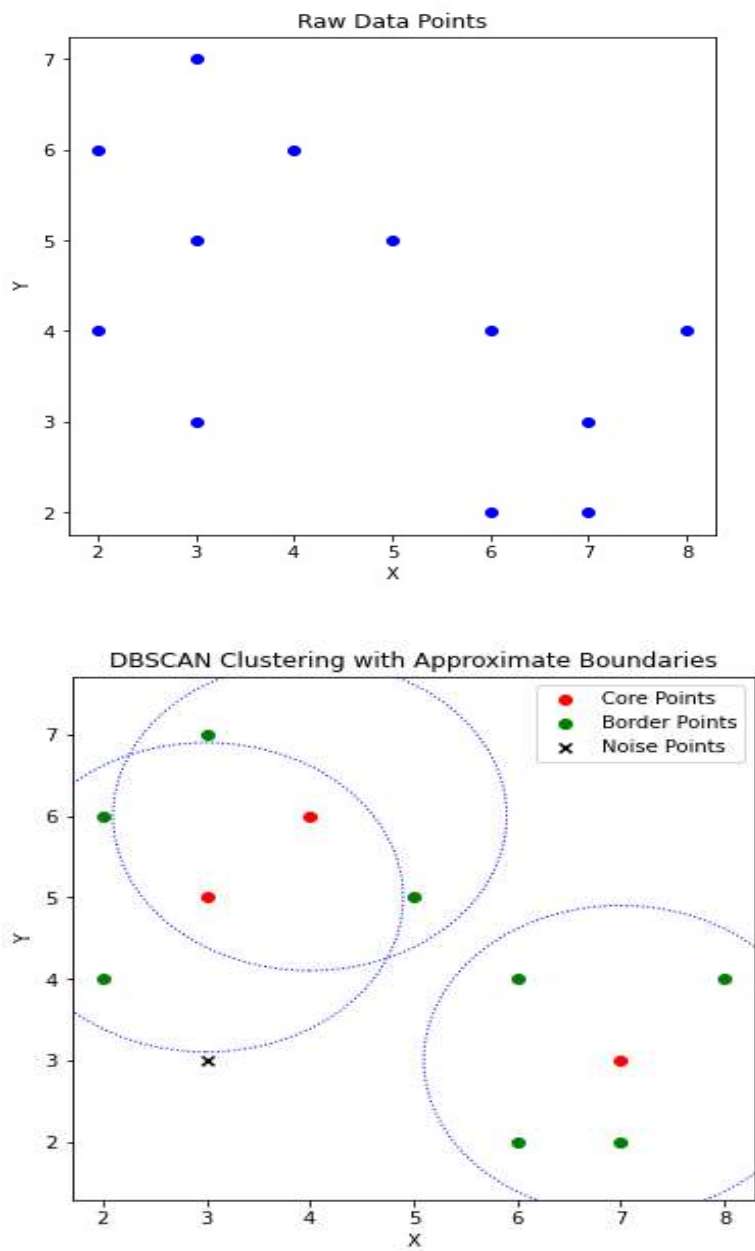 Raw Data Points
7
6
5
4
3
2
Y
2 3 4 5 6 7 8
X
DBSCAN Clustering with Approximate Boundaries
Core Points
Border Points
Noise Points
7
6
5
4
3
2
Y
2 3 4 5 6 7 8
X